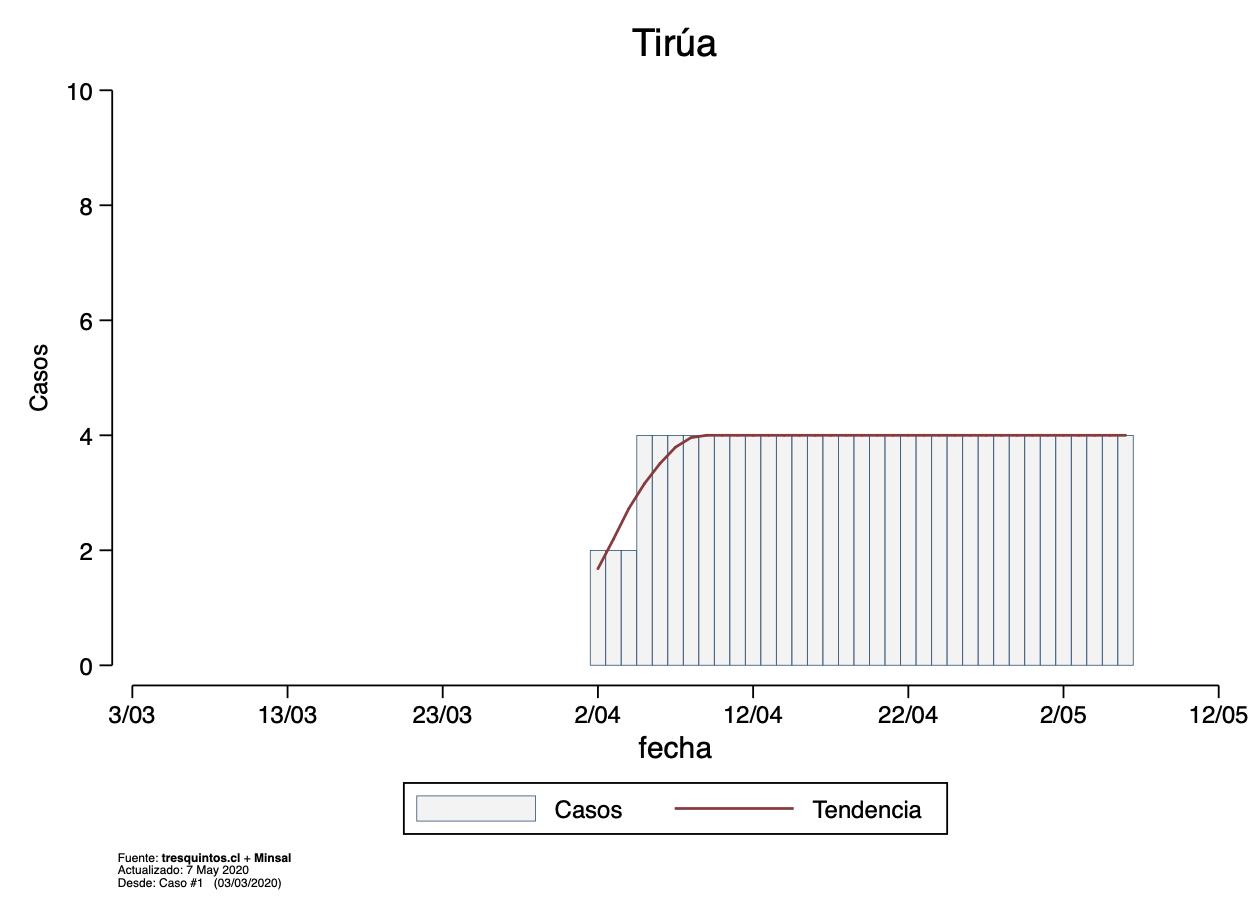 Tirúa
10
8
6
4
2
0
Casos
3/03 13/03 23/03 2/04 12/04 22/04 2/05 12/05
fecha
Casos Tendencia
Fuente: tresquintos.cl + Minsal
Actualizado: 7 May 2020
Desde: Caso #1 (03/03/2020)